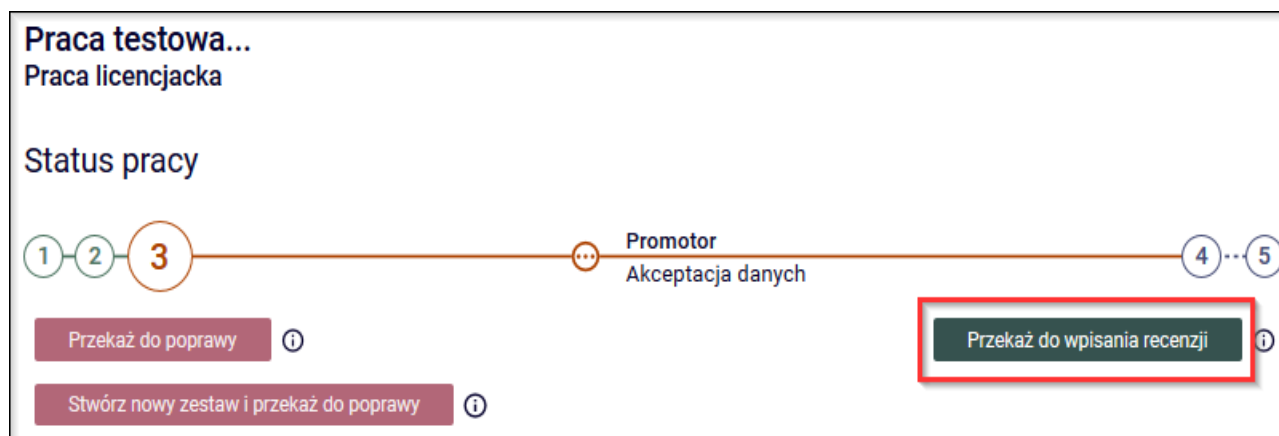 Praca testowa...
Praca licencjacka
Status pracy
1 2 3 ... Promotor 4 5
Akceptacja danych
Przekaż do poprawy i Przekaż do wpisania recenzji i
Stwórz nowy zestaw i przekaż do poprawy i